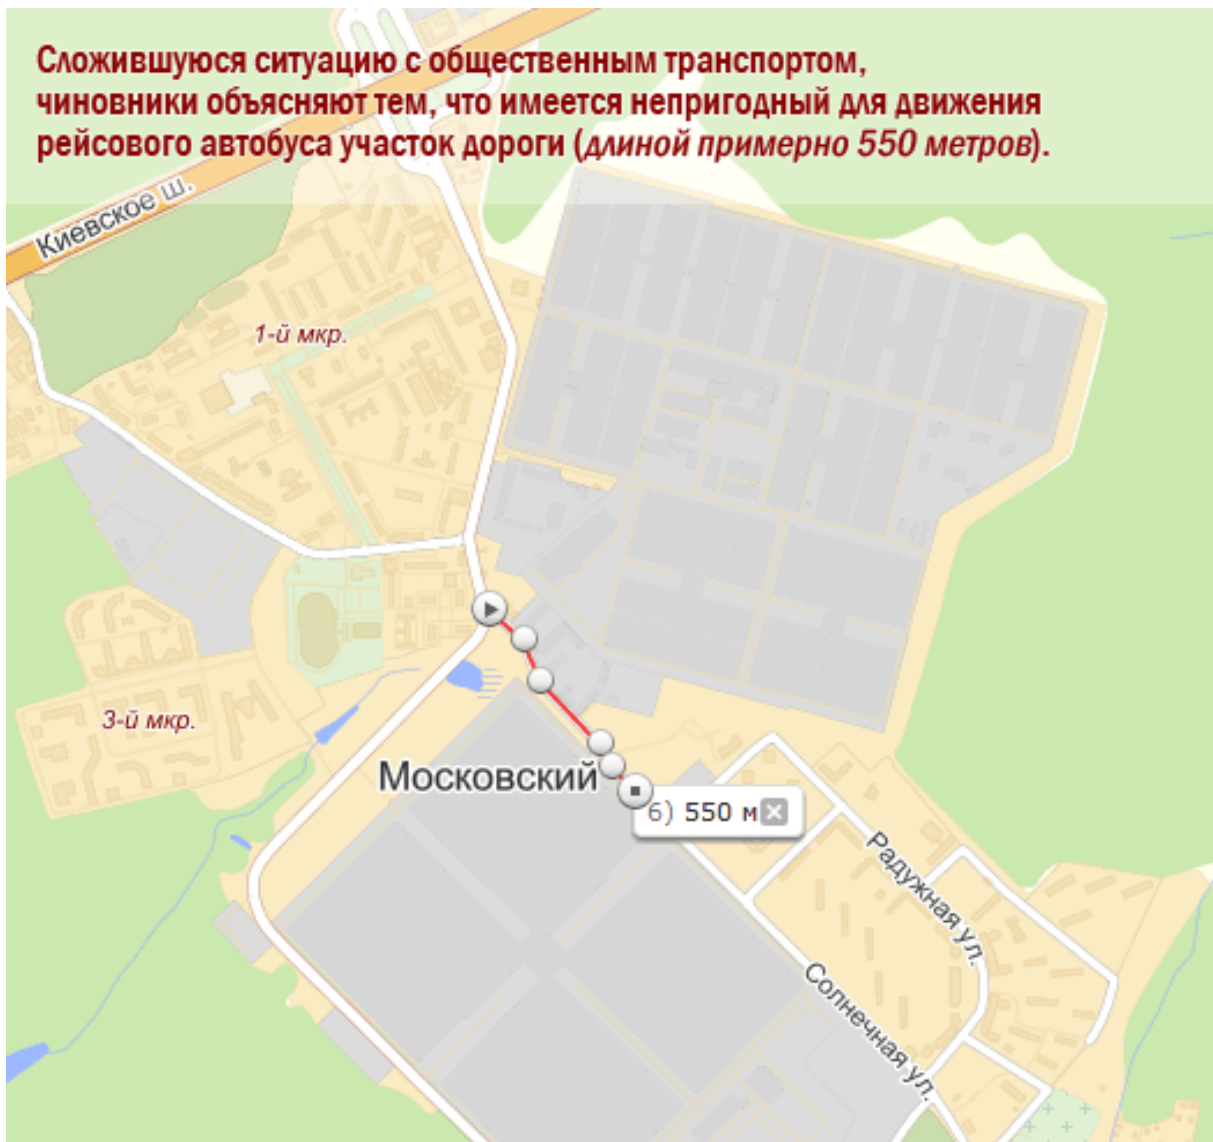 Сложившуюся ситуацию с общественным транспортом,
чиновники объясняют тем, что имеется непригодный для движения
рейсового автобуса участок дороги (длиной примерно 550 метров).
Киевское ш.
1-й мкр.
3-й мкр.
Московский
6) 550 м
Радужная ул.
Солнечная ул.